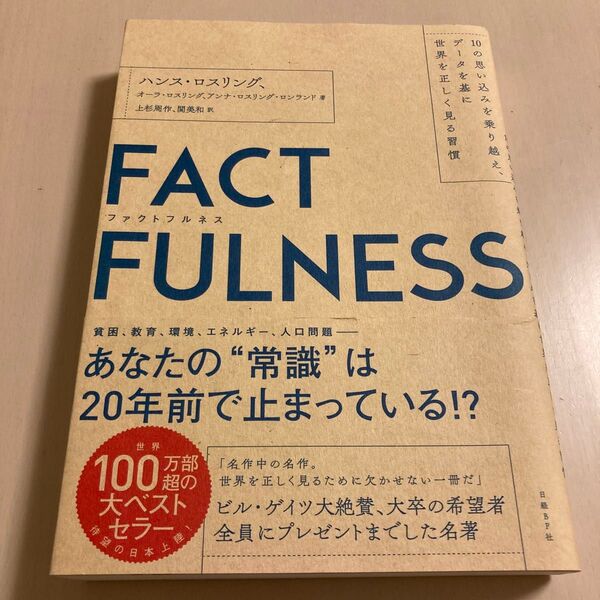 10の思い込みを乗り越え、
データを基に
世界を正しく見る習慣
ハンス・ロスリング、
オーラ・ロスリング、アンナ・ロスリング・ロンランド 著
上杉周作、関美和 訳
FACT
ファクトフルネス
FULNESS
貧困、教育、環境、エネルギー、人口問題——
あなたの“常識”は
20年前で止まっている!?
世界
100万部
超の
大ベスト
セラー
待望の日本上陸!
「名作中の名作。
世界を正しく見るために欠かせない一冊だ」
ビル・ゲイツ大絶賛、大卒の希望者
全員にプレゼントまでした名著
日経BP社